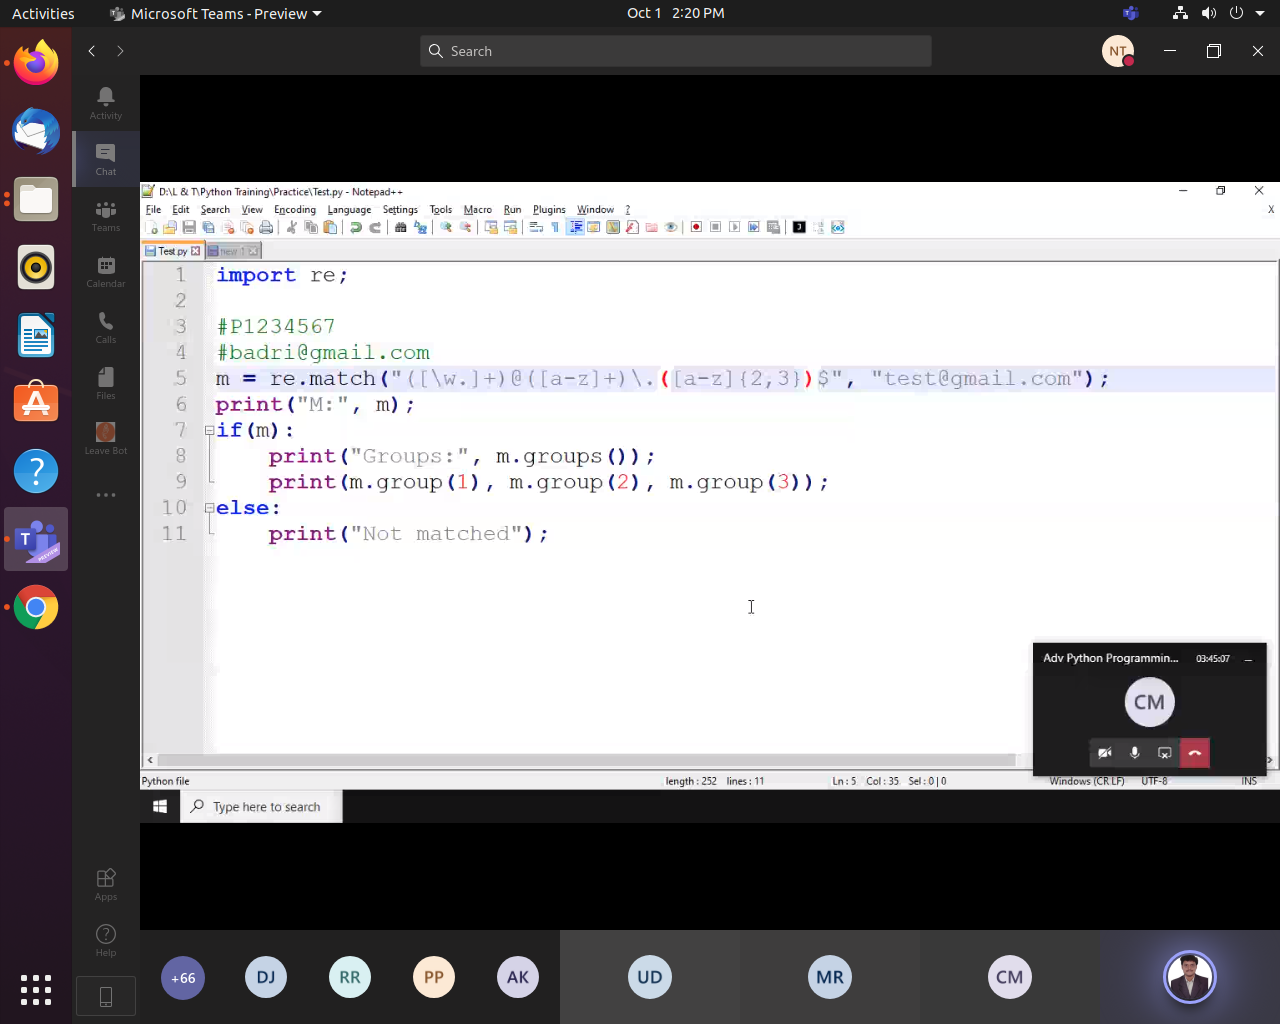 Activities Microsoft Teams - Preview Oct 1 2:20 PM
Search NT
Activity
Chat
Teams
Calendar
Calls
Files
Leave Bot
Apps
Help
T PREVIEW
D:\L & T\Python Training\Practice\Test.py - Notepad++
File Edit Search View Encoding Language Settings Tools Macro Run Plugins Window ? X
Test.py new 1
1 import re;
2
3 #P1234567
4 #badri@gmail.com
5 m = re.match("([\w.]+)@([a-z]+)\.([a-z]{2,3})$", "test@gmail.com");
6 print("M:", m);
7 if(m):
8 print("Groups:", m.groups());
9 print(m.group(1), m.group(2), m.group(3));
10 else:
11 print("Not matched");
Adv Python Programmin... 03:45:07
CM
Python file length : 252 lines : 11 Ln : 5 Col : 35 Sel : 0 | 0 Windows (CR LF) UTF-8 INS
Type here to search
+66 DJ RR PP AK UD MR CM